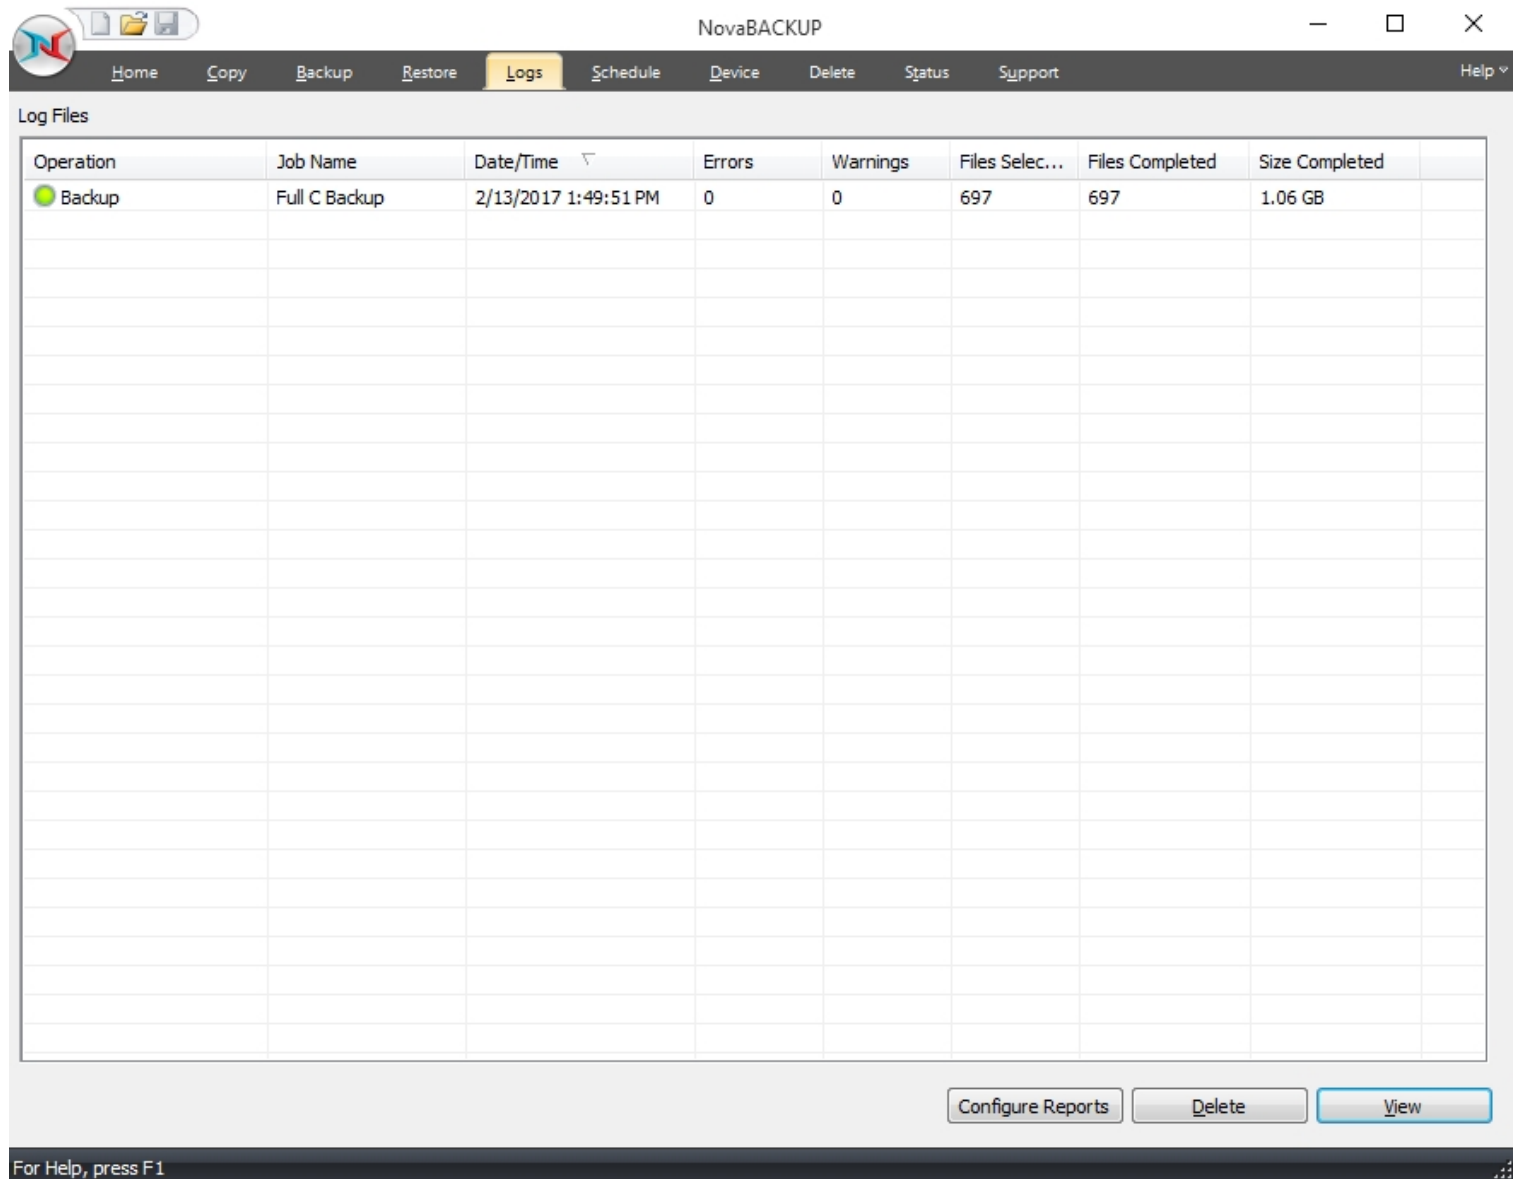 NovaBACKUP
Home Copy Backup Restore Logs Schedule Device Delete Status Support Help
Log Files
Operation Job Name Date/Time Errors Warnings Files Selec... Files Completed Size Completed
Backup Full C Backup 2/13/2017 1:49:51 PM 0 0 697 697 1.06 GB
Configure Reports Delete View
For Help, press F1